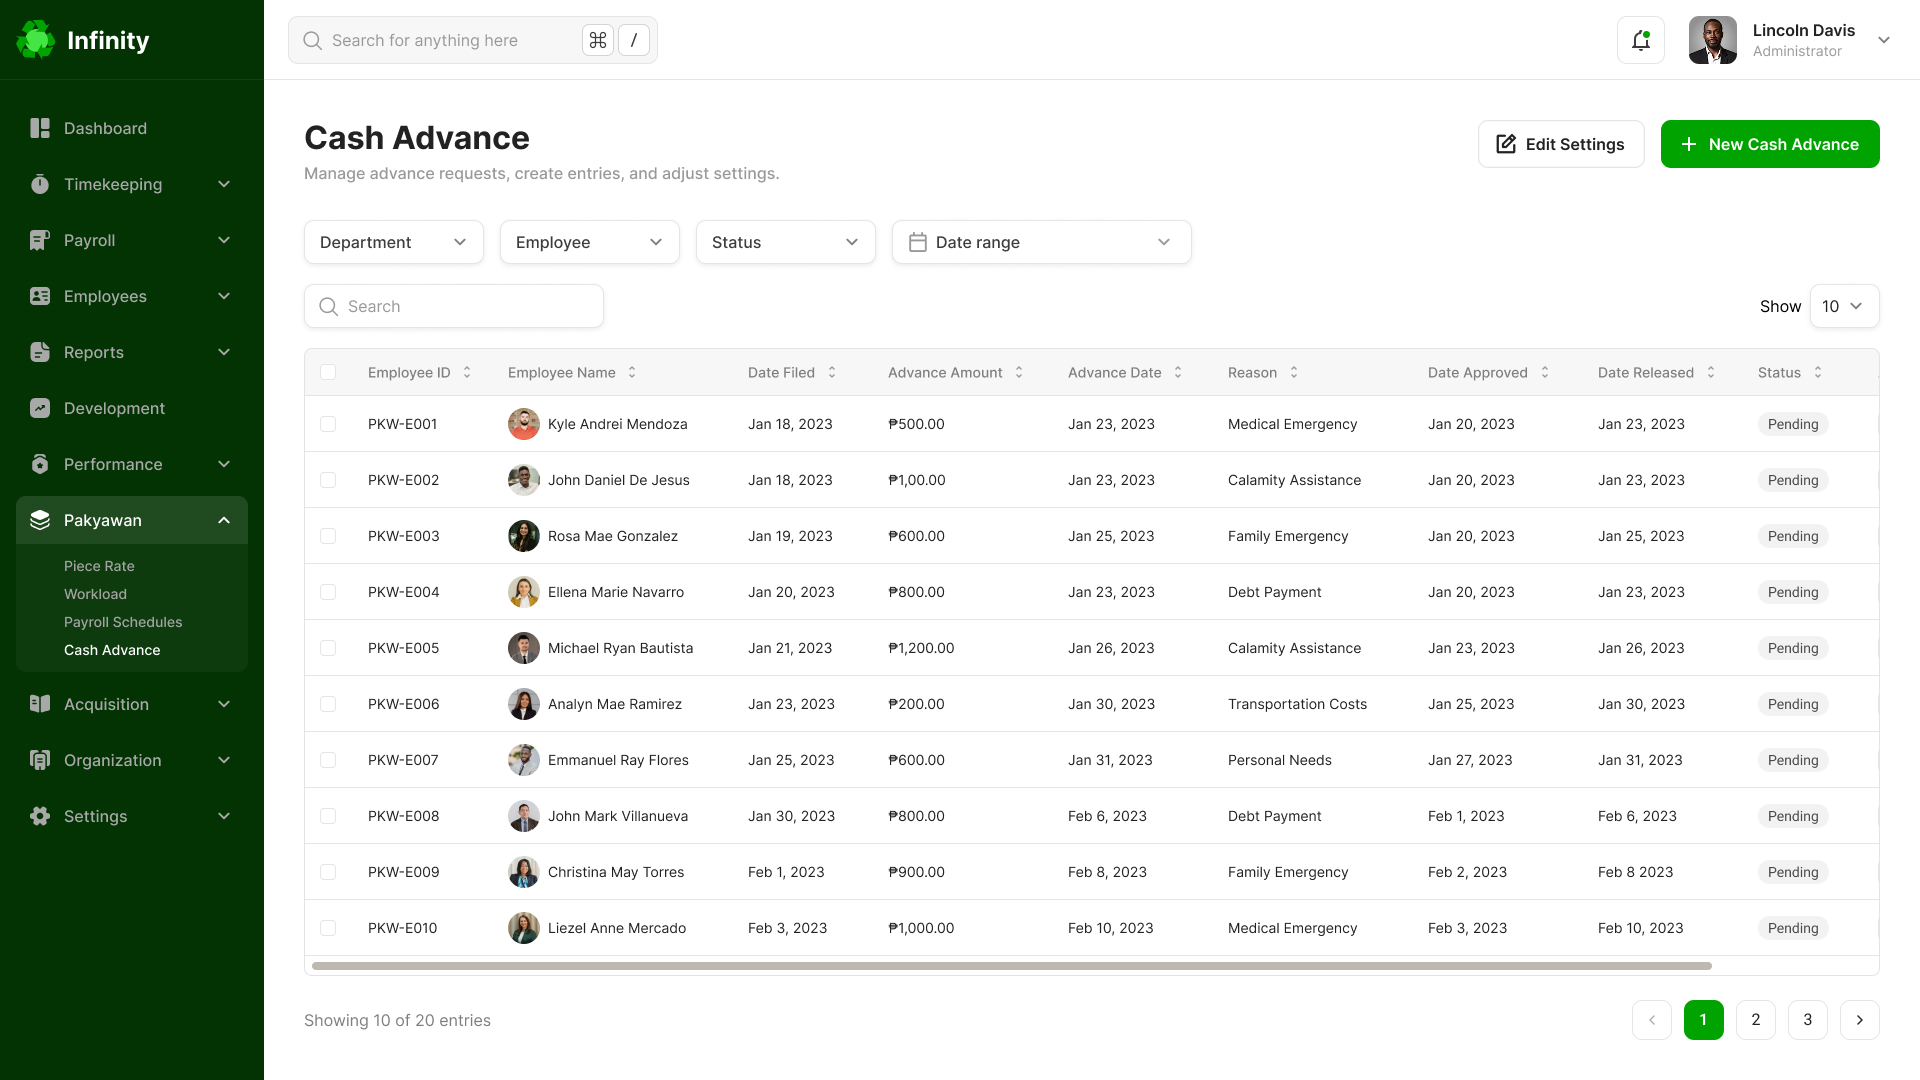 Infinity
Search for anything here
⌘ /
Lincoln Davis
Administrator
Dashboard
Timekeeping
Payroll
Employees
Reports
Development
Performance
Pakyawan
Piece Rate
Workload
Payroll Schedules
Cash Advance
Acquisition
Organization
Settings
Cash Advance
Manage advance requests, create entries, and adjust settings.
Edit Settings
New Cash Advance
Department
Employee
Status
Date range
Search
Show 10
Employee ID Employee Name Date Filed Advance Amount Advance Date Reason Date Approved Date Released Status
PKW-E001 Kyle Andrei Mendoza Jan 18, 2023 ₱500.00 Jan 23, 2023 Medical Emergency Jan 20, 2023 Jan 23, 2023 Pending
PKW-E002 John Daniel De Jesus Jan 18, 2023 ₱1,00.00 Jan 23, 2023 Calamity Assistance Jan 20, 2023 Jan 23, 2023 Pending
PKW-E003 Rosa Mae Gonzalez Jan 19, 2023 ₱600.00 Jan 25, 2023 Family Emergency Jan 20, 2023 Jan 25, 2023 Pending
PKW-E004 Ellena Marie Navarro Jan 20, 2023 ₱800.00 Jan 23, 2023 Debt Payment Jan 20, 2023 Jan 23, 2023 Pending
PKW-E005 Michael Ryan Bautista Jan 21, 2023 ₱1,200.00 Jan 26, 2023 Calamity Assistance Jan 23, 2023 Jan 26, 2023 Pending
PKW-E006 Analyn Mae Ramirez Jan 23, 2023 ₱200.00 Jan 30, 2023 Transportation Costs Jan 25, 2023 Jan 30, 2023 Pending
PKW-E007 Emmanuel Ray Flores Jan 25, 2023 ₱600.00 Jan 31, 2023 Personal Needs Jan 27, 2023 Jan 31, 2023 Pending
PKW-E008 John Mark Villanueva Jan 30, 2023 ₱800.00 Feb 6, 2023 Debt Payment Feb 1, 2023 Feb 6, 2023 Pending
PKW-E009 Christina May Torres Feb 1, 2023 ₱900.00 Feb 8, 2023 Family Emergency Feb 2, 2023 Feb 8 2023 Pending
PKW-E010 Liezel Anne Mercado Feb 3, 2023 ₱1,000.00 Feb 10, 2023 Medical Emergency Feb 3, 2023 Feb 10, 2023 Pending
Showing 10 of 20 entries
1 2 3